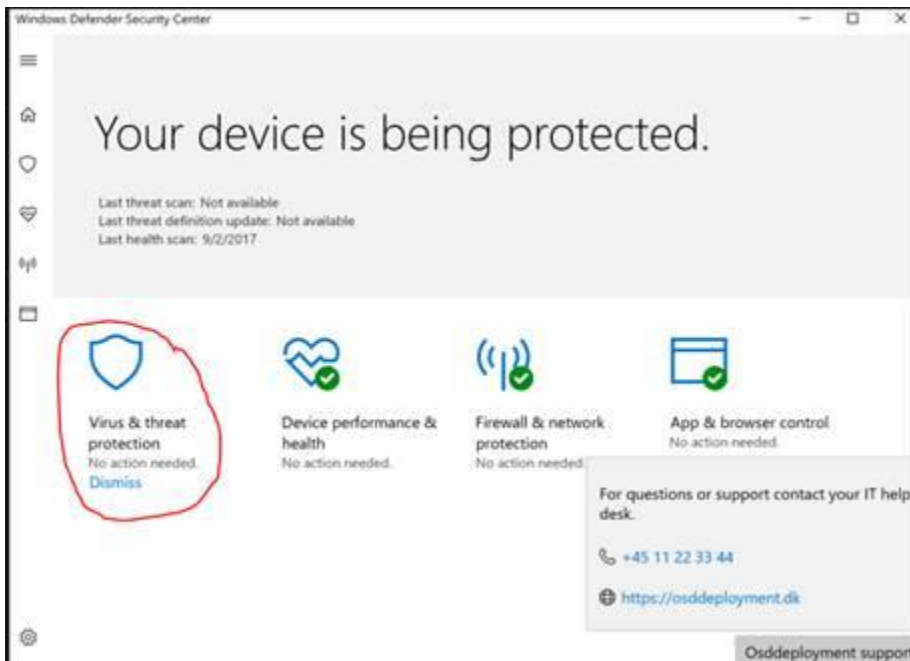 Windows Defender Security Center
Your device is being protected.
Last threat scan: Not available
Last threat definition update: Not available
Last health scan: 9/2/2017
Virus & threat
protection
No action needed.
Dismiss
Device performance &
health
No action needed.
Firewall & network
protection
No action needed.
App & browser control
No action needed.
For questions or support contact your IT help
desk.
+45 11 22 33 44
https://osddeployment.dk
Osddeployment support